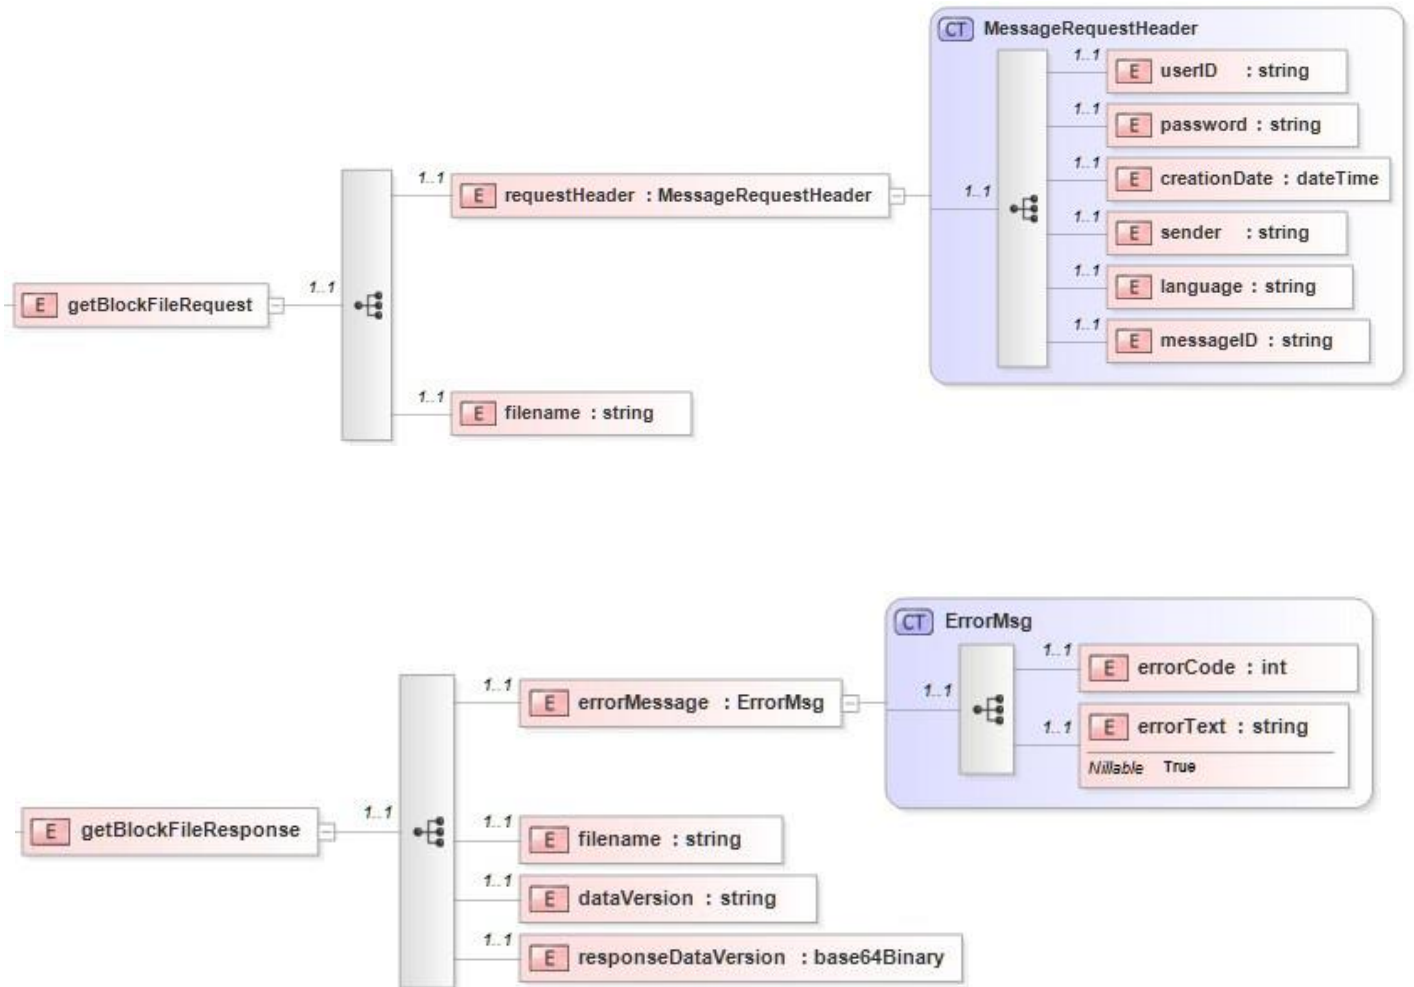 CT MessageRequestHeader
1..1
E userID : string
1..1
E password : string
1..1
E creationDate : dateTime
1..1
E sender : string
1..1
E language : string
1..1
E messageID : string
1..1
1..1
E requestHeader : MessageRequestHeader
1..1
E getBlockFileRequest
1..1
E filename : string
CT ErrorMsg
1..1
E errorCode : int
1..1
E errorText : string
Nillable True
1..1
1..1
E errorMessage : ErrorMsg
1..1
E getBlockFileResponse
1..1
E filename : string
1..1
E dataVersion : string
1..1
E responseDataVersion : base64Binary